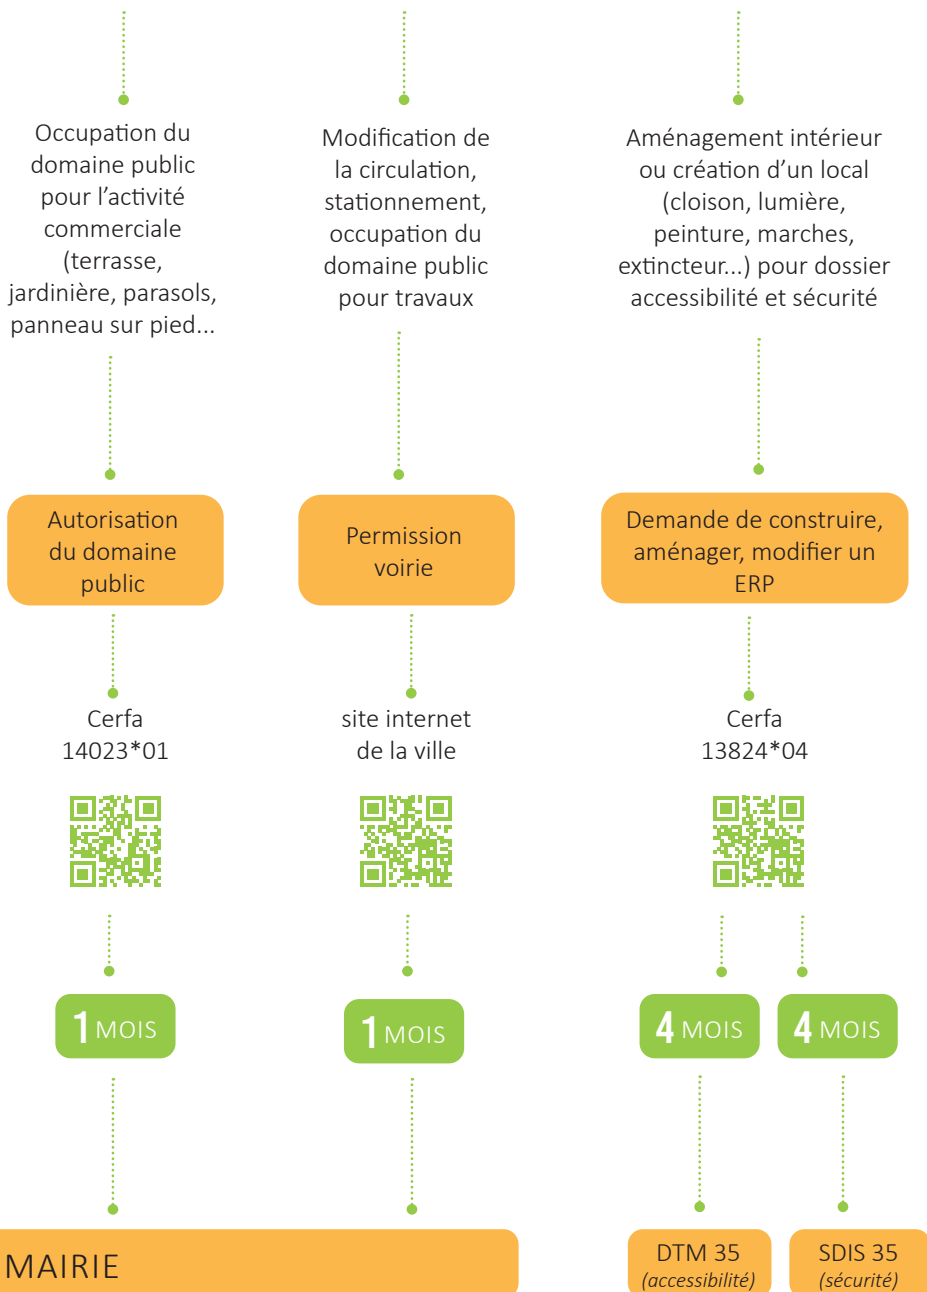 Occupation du
domaine public
pour l'activité
commerciale
(terrasse,
jardinière, parasols,
panneau sur pied...
Autorisation
du domaine
public
Cerfa
14023*01
1 MOIS
Modification de
la circulation,
stationnement,
occupation du
domaine public
pour travaux
Permission
voirie
site internet
de la ville
1 MOIS
MAIRIE
Aménagement intérieur
ou création d'un local
(cloison, lumière,
peinture, marches,
extincteur...) pour dossier
accessibilité et sécurité
Demande de construire,
aménager, modifier un
ERP
Cerfa
13824*04
4 MOIS
4 MOIS
DTM 35
(accessibilité)
SDIS 35
(sécurité)